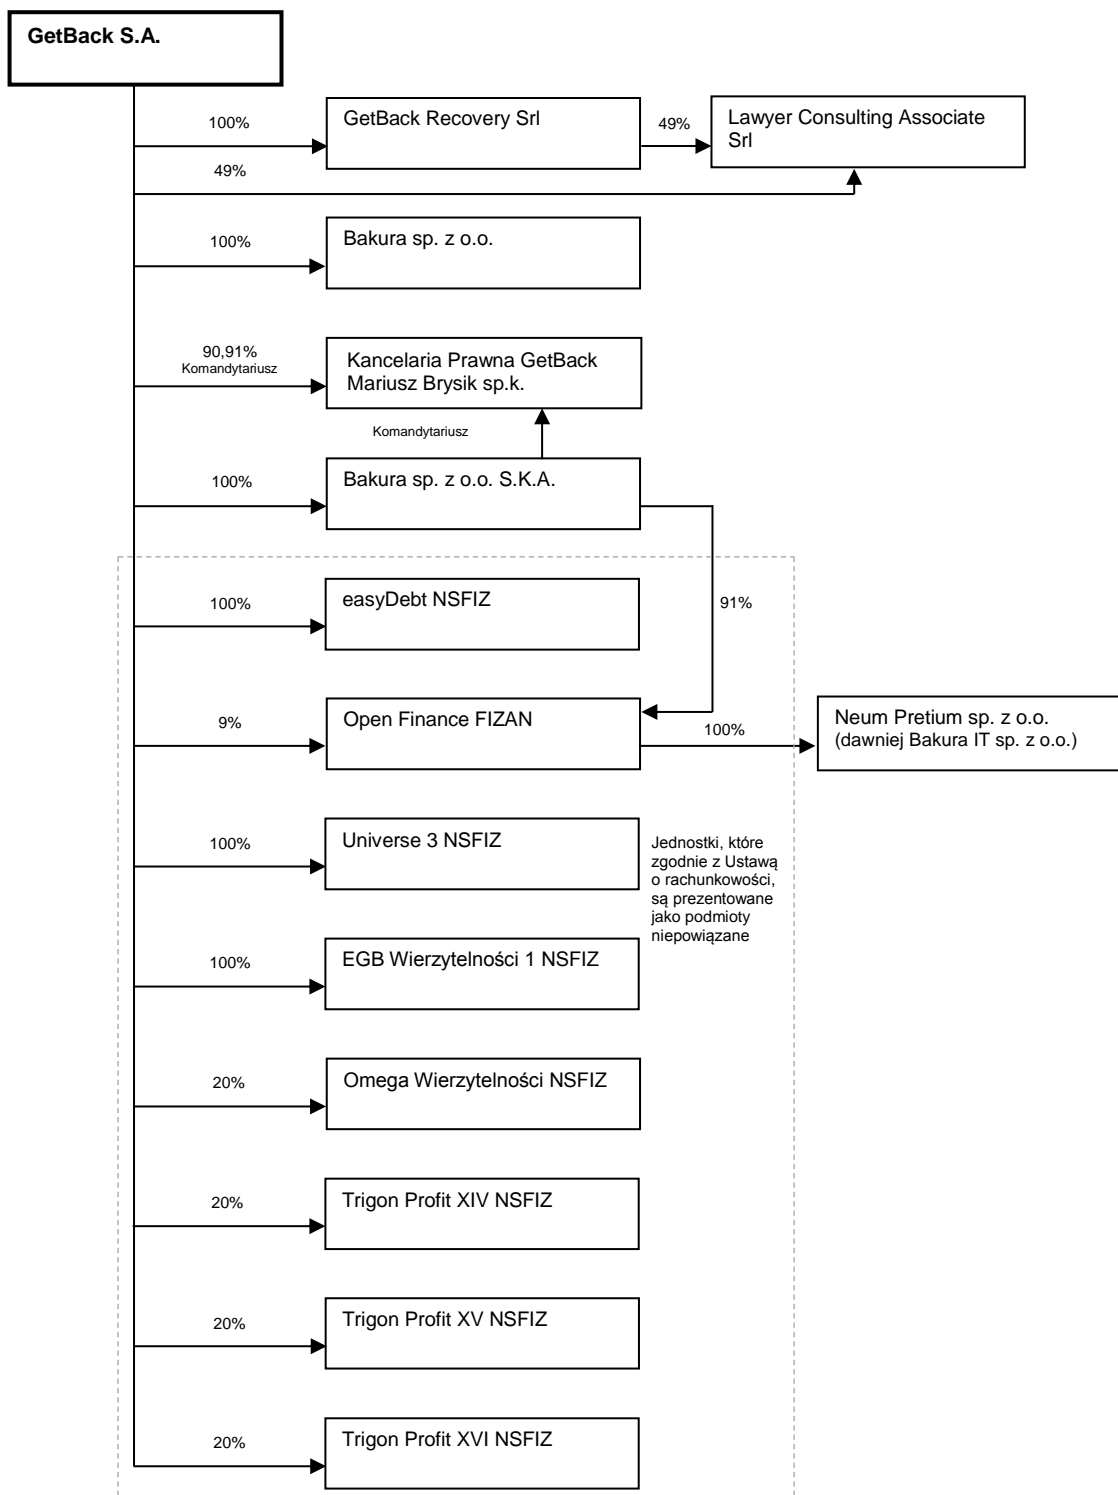 GetBack S.A.
100%
GetBack Recovery Srl
49%
Lawyer Consulting Associate
Srl
49%
100%
Bakura sp. z o.o.
90,91%
Komandytariusz
Kancelaria Prawna GetBack
Mariusz Brysik sp.k.
Komandytariusz
100%
Bakura sp. z o.o. S.K.A.
100%
easyDebt NSFIZ
91%
9%
Open Finance FIZAN
100%
Neum Pretium sp. z o.o.
(dawniej Bakura IT sp. z o.o.)
100%
Universe 3 NSFIZ
Jednostki, które
zgodnie z Ustawą
o rachunkowości,
są prezentowane
jako podmioty
niepowiązane
100%
EGB Wierzytelności 1 NSFIZ
20%
Omega Wierzytelności NSFIZ
20%
Trigon Profit XIV NSFIZ
20%
Trigon Profit XV NSFIZ
20%
Trigon Profit XVI NSFIZ